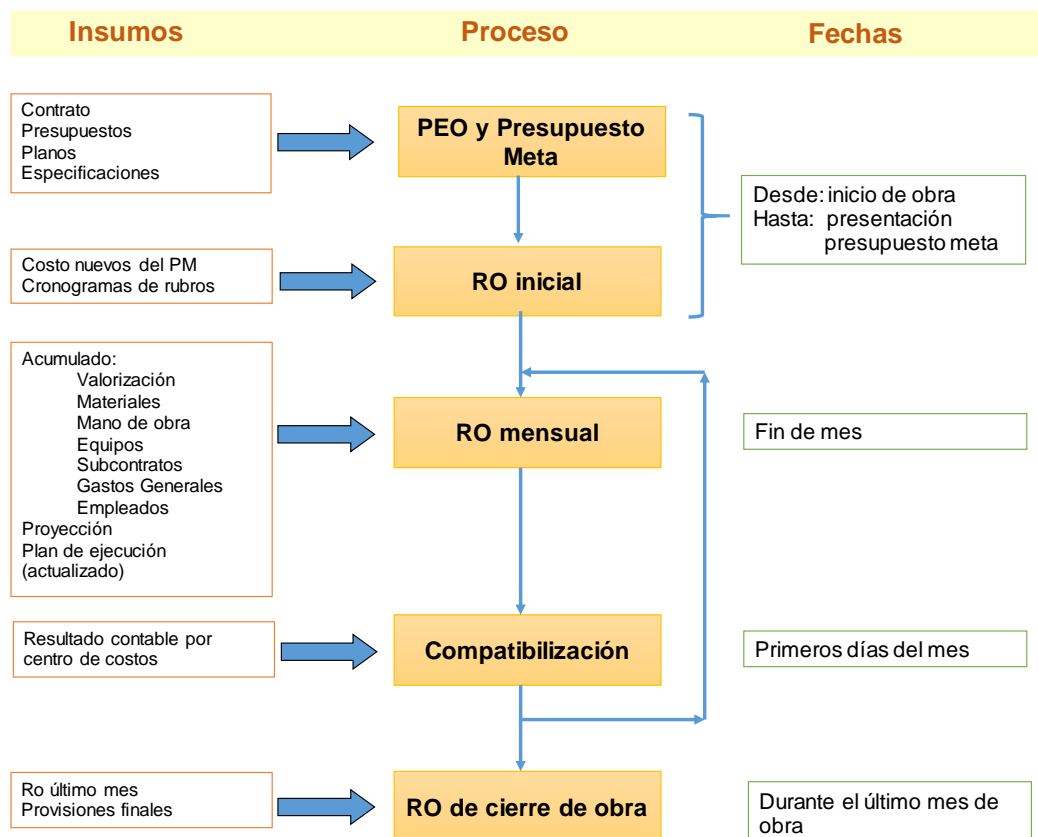 Insumos
Proceso
Fechas
Contrato
Presupuestos
Planos
Especificaciones
PEO y Presupuesto
Meta
Desde: inicio de obra
Hasta: presentación
presupuesto meta
Costo nuevos del PM
Cronogramas de rubros
RO inicial
Acumulado:
Valorización
Materiales
Mano de obra
Equipos
Subcontratos
Gastos Generales
Empleados
Proyección
Plan de ejecución
(actualizado)
RO mensual
Fin de mes
Resultado contable por
centro de costos
Compatibilización
Primeros días del mes
Ro último mes
Provisiones finales
RO de cierre de obra
Durante el último mes de
obra